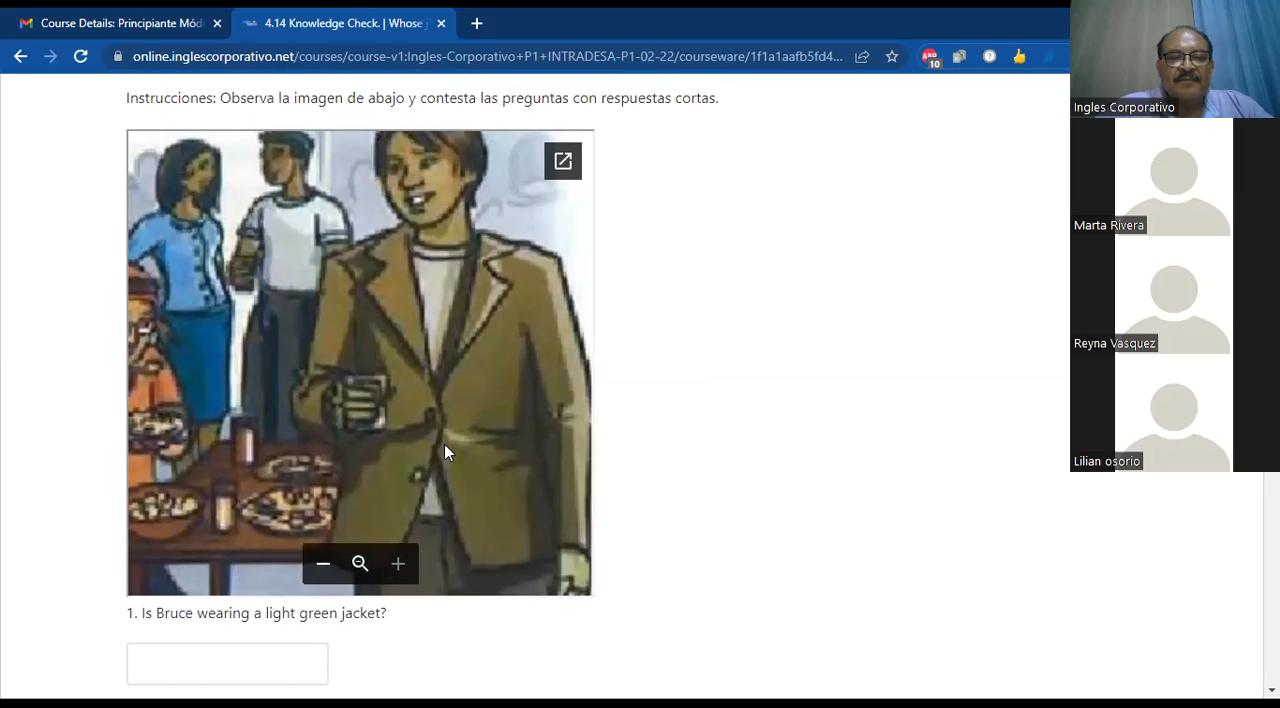 Course Details: Principiante Módu
4.14 Knowledge Check. | Whose j
online.inglescorporativo.net/courses/course-v1:Ingles-Corporativo+P1+INTRADESA-P1-02-22/courseware/1f1a1aafb5fd4...
10
Instrucciones: Observa la imagen de abajo y contesta las preguntas con respuestas cortas.
1. Is Bruce wearing a light green jacket?
Ingles Corporativo
Marta Rivera
Reyna Vasquez
Lilian osorio